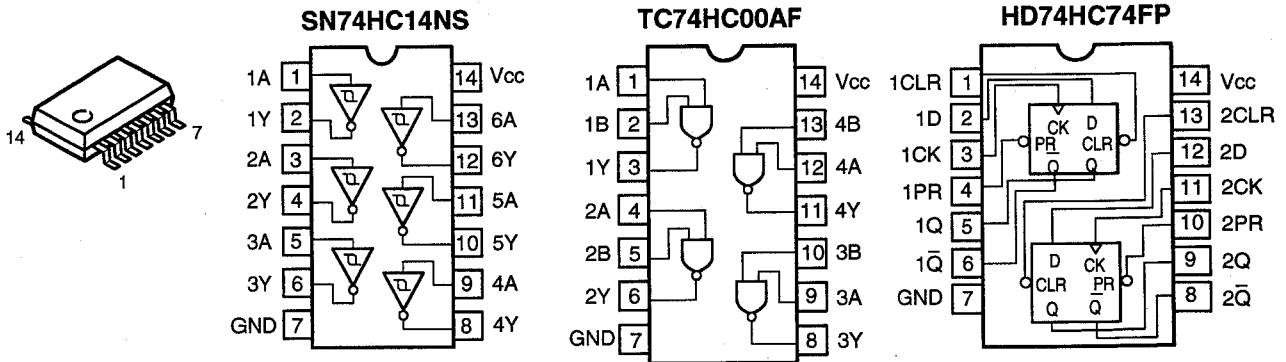 SN74HC14NS
TC74HC00AF
HD74HC74FP
14
7
1
1A 1
1Y 2
2A 3
2Y 4
3A 5
3Y 6
GND 7
14 Vcc
13 6A
12 6Y
11 5A
10 5Y
9 4A
8 4Y
1A 1
1B 2
1Y 3
2A 4
2B 5
2Y 6
GND 7
14 Vcc
13 4B
12 4A
11 4Y
10 3B
9 3A
8 3Y
1CLR 1
1D 2
1CK 3
1PR 4
1Q 5
1Q̅ 6
GND 7
CK D
PR CLR
Q̅ Q
D CK
CLR PR
Q Q̅
14 Vcc
13 2CLR
12 2D
11 2CK
10 2PR
9 2Q
8 2Q̅